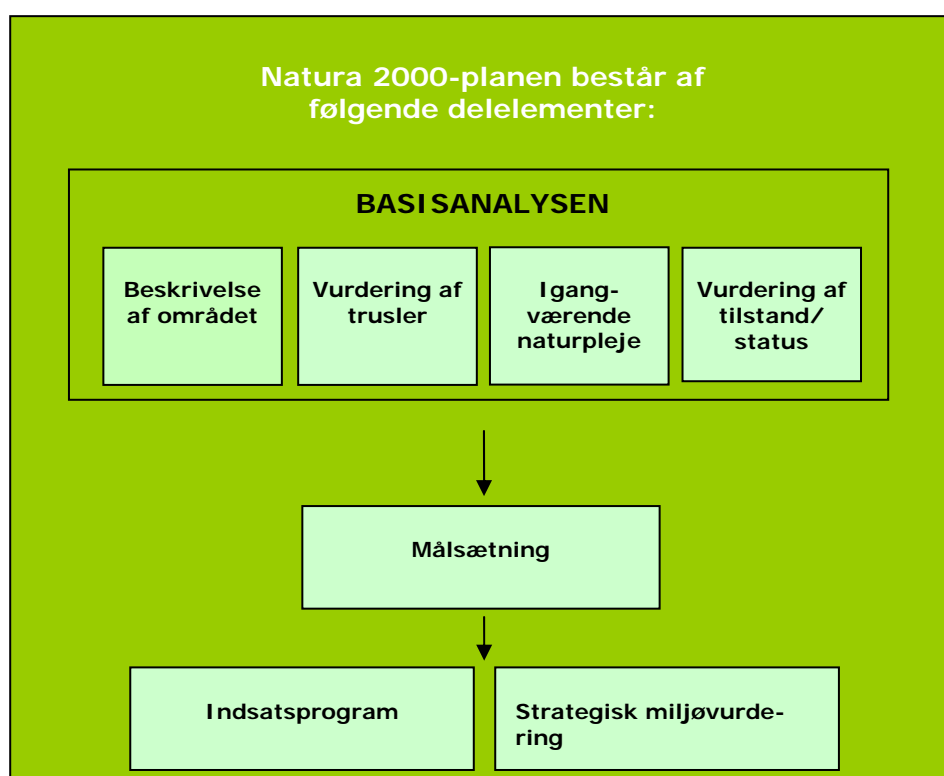 Natura 2000-planen består af
følgende delelementer:
BASISANALYSEN
Beskrivelse
af området
Vurdering af
trusler
Igang-
værende
naturpleje
Vurdering af
tilstand/
status
Målsætning
Indsatsprogram
Strategisk miljøvurde-
ring